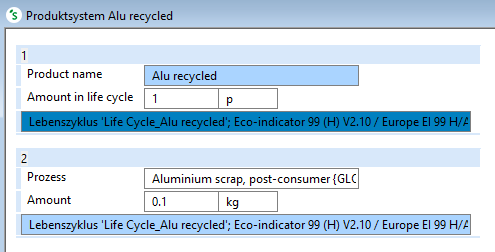 Produktsystem Alu recycled
1
Product name Alu recycled
Amount in life cycle 1 p
Lebenszyklus 'Life Cycle_Alu recycled'; Eco-indicator 99 (H) V2.10 / Europe EI 99 H/A
2
Prozess Aluminium scrap, post-consumer {GLO
Amount 0.1 kg
Lebenszyklus 'Life Cycle_Alu recycled'; Eco-indicator 99 (H) V2.10 / Europe EI 99 H/A